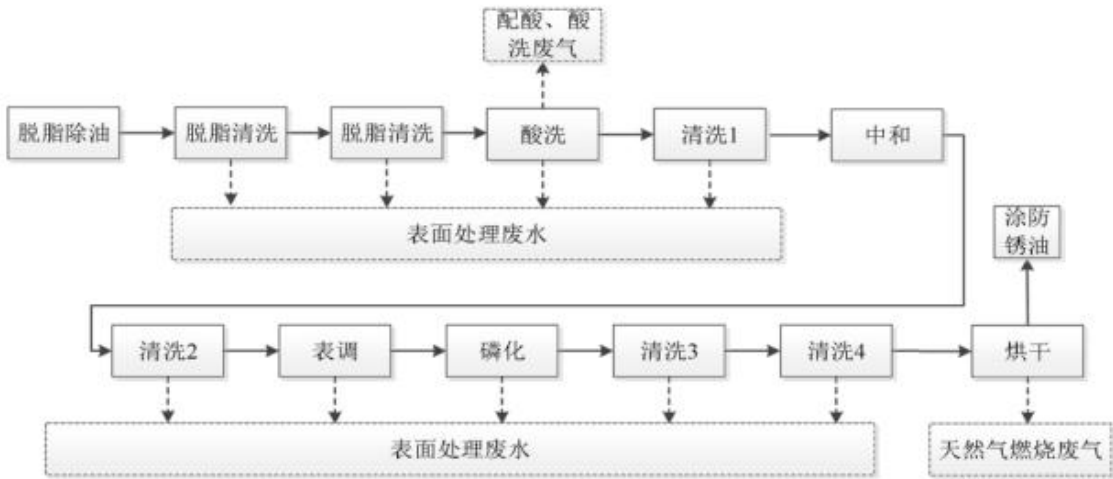 配酸、酸
洗废气
脱脂除油
脱脂清洗
脱脂清洗
酸洗
清洗1
中和
表面处理废水
涂防
锈油
清洗2
表调
磷化
清洗3
清洗4
烘干
表面处理废水
天然气燃烧废气